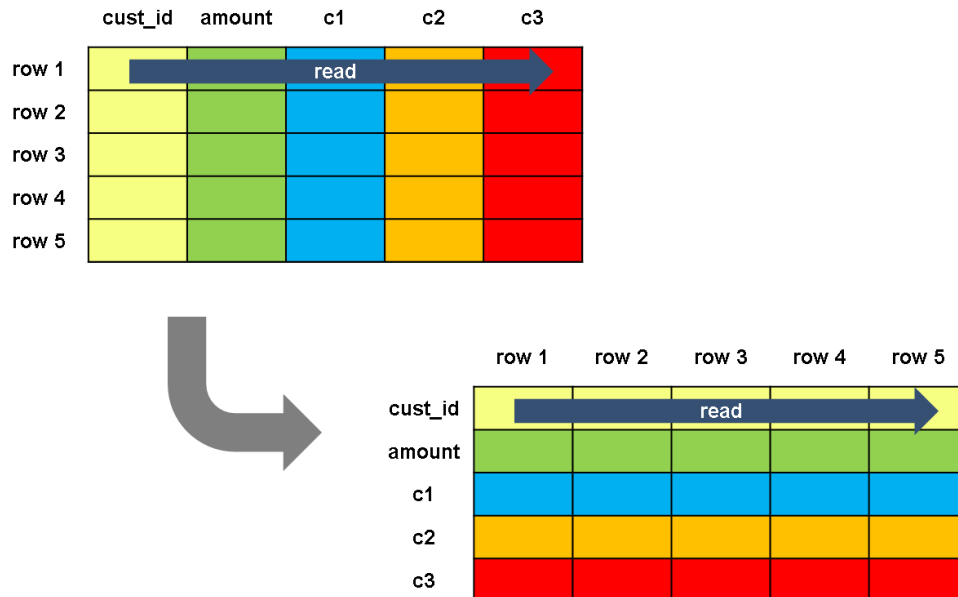 cust_id amount c1 c2 c3
row 1 read
row 2
row 3
row 4
row 5
row 1 row 2 row 3 row 4 row 5
cust_id read
amount
c1
c2
c3